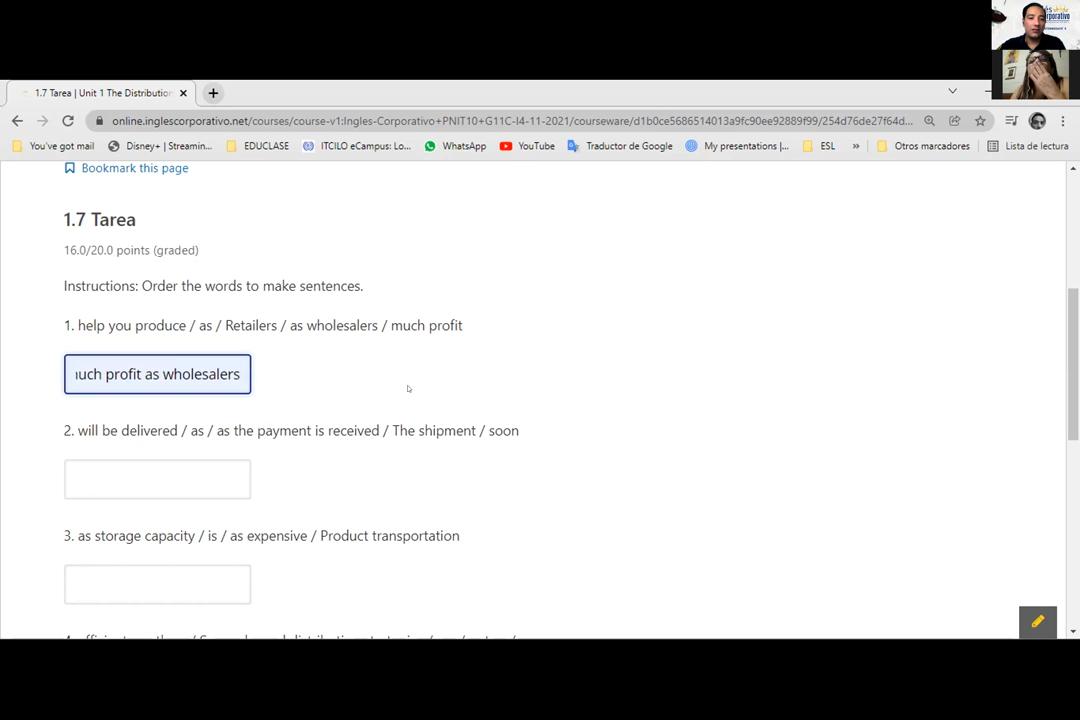 1.7 Tarea | Unit 1 The Distribution
online.inglescorporativo.net/courses/course-v1:Ingles-Corporativo+PNIT10+G11C-I4-11-2021/courseware/d1b0ce5686514013a9fc90ee92889f99/254d76de27f64d...
You've got mail Disney+ | Streamin... EDUCLASE ITCILO eCampus: Lo... WhatsApp YouTube Traductor de Google My presentations |... ESL » Otros marcadores Lista de lectura
Bookmark this page
1.7 Tarea
16.0/20.0 points (graded)
Instructions: Order the words to make sentences.
1. help you produce / as / Retailers / as wholesalers / much profit
uch profit as wholesalers
2. will be delivered / as / as the payment is received / The shipment / soon
3. as storage capacity / is / as expensive / Product transportation